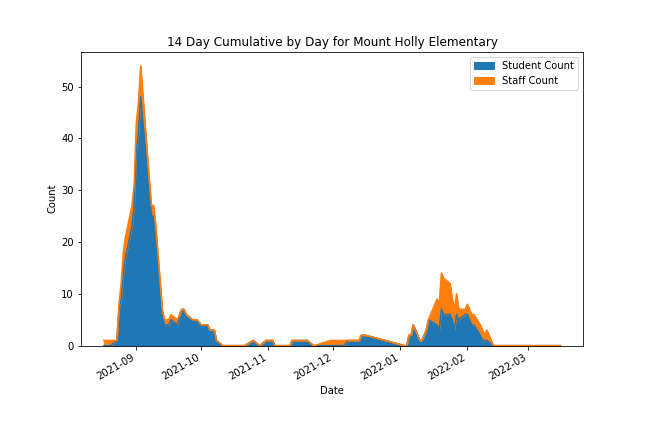 14 Day Cumulative by Day for Mount Holly Elementary
Student Count
Staff Count
Count
50
40
30
20
10
0
2021-09
2021-10
2021-11
2021-12
2022-01
2022-02
2022-03
Date